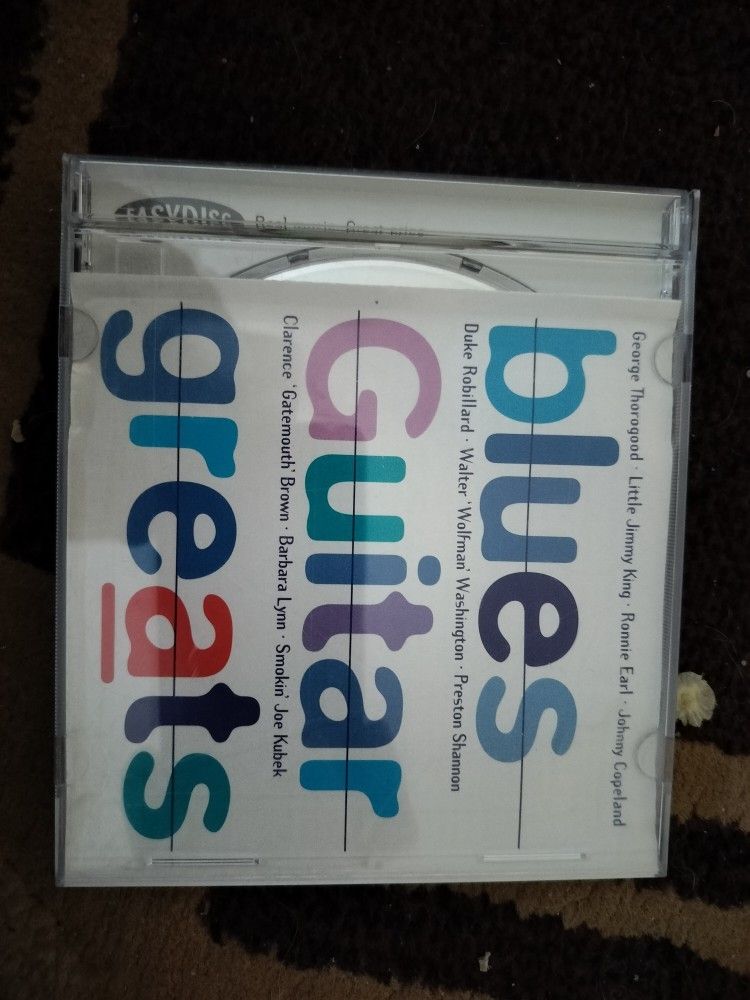 George Thorogood · Little Jimmy King · Ronnie Earl · Johnny Copeland
blues
Duke Robillard · Walter 'Wolfman' Washington · Preston Shannon
Guitar
Clarence 'Gatemouth' Brown · Barbara Lynn · Smokin' Joe Kubek
greats
EASYDISC